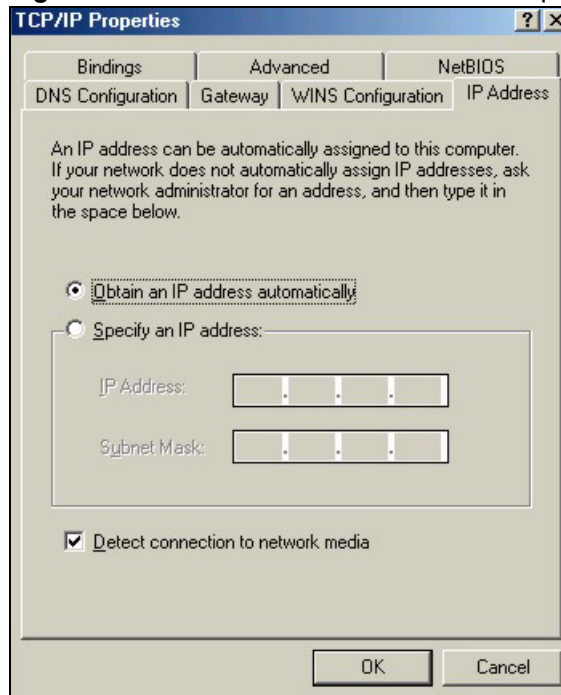 TCP/IP Properties
Bindings Advanced NetBIOS
DNS Configuration Gateway WINS Configuration IP Address
An IP address can be automatically assigned to this computer.
If your network does not automatically assign IP addresses, ask
your network administrator for an address, and then type it in
the space below.
Obtain an IP address automatically
Specify an IP address:
IP Address:
Subnet Mask:
Detect connection to network media
OK Cancel